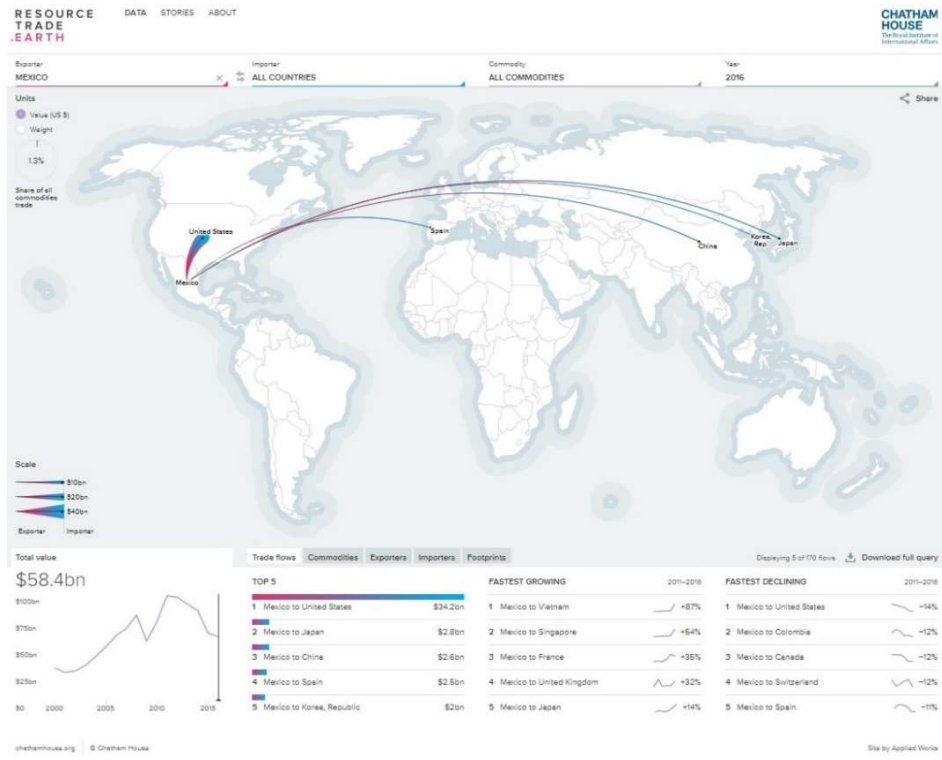 RESOURCE
TRADE
.EARTH
DATA STORIES ABOUT
CHATHAM
HOUSE
The Royal Institute of
International Affairs
Exporter
MEXICO ×
Importer
ALL COUNTRIES
Commodity
ALL COMMODITIES
Year
2016
Units
Value (US $)
Weight
1.3%
Share of all
commodities
trade
Share
United States
Mexico
Spain
China
Korea,
Rep.
Japan
Scale
$10bn
$20bn
$40bn
Exporter Importer
Total value
$58.4bn
$100bn
$75bn
$50bn
$25bn
$0 2000 2005 2010 2015
Trade flows Commodities Exporters Importers Footprints
Displaying 5 of 170 flows Download full query
TOP 5
1 Mexico to United States $34.2bn
2 Mexico to Japan $2.8bn
3 Mexico to China $2.6bn
4 Mexico to Spain $2.5bn
5 Mexico to Korea, Republic $2bn
FASTEST GROWING 2011–2016
1 Mexico to Vietnam +87%
2 Mexico to Singapore +54%
3 Mexico to France +35%
4 Mexico to United Kingdom +32%
5 Mexico to Japan +14%
FASTEST DECLINING 2011–2016
1 Mexico to United States −14%
2 Mexico to Colombia −12%
3 Mexico to Canada −12%
4 Mexico to Switzerland −12%
5 Mexico to Spain −11%
chathamhouse.org © Chatham House
Site by Applied Works